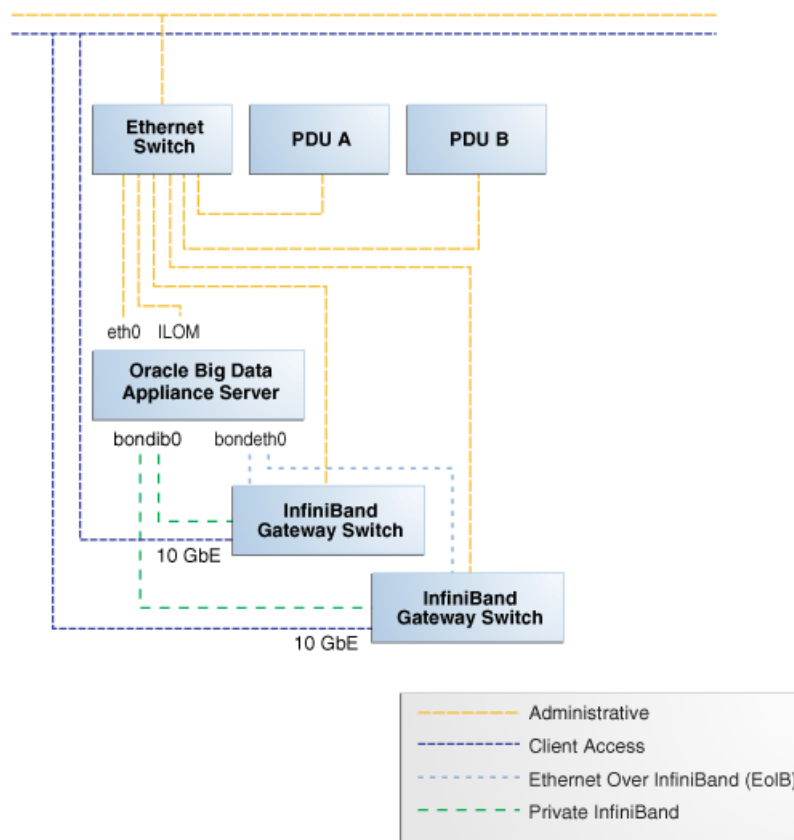 Ethernet
Switch
PDU A
PDU B
eth0
ILOM
Oracle Big Data
Appliance Server
bondib0
bondeth0
InfiniBand
Gateway Switch
10 GbE
InfiniBand
Gateway Switch
10 GbE
Administrative
Client Access
Ethernet Over InfiniBand (EoIB)
Private InfiniBand